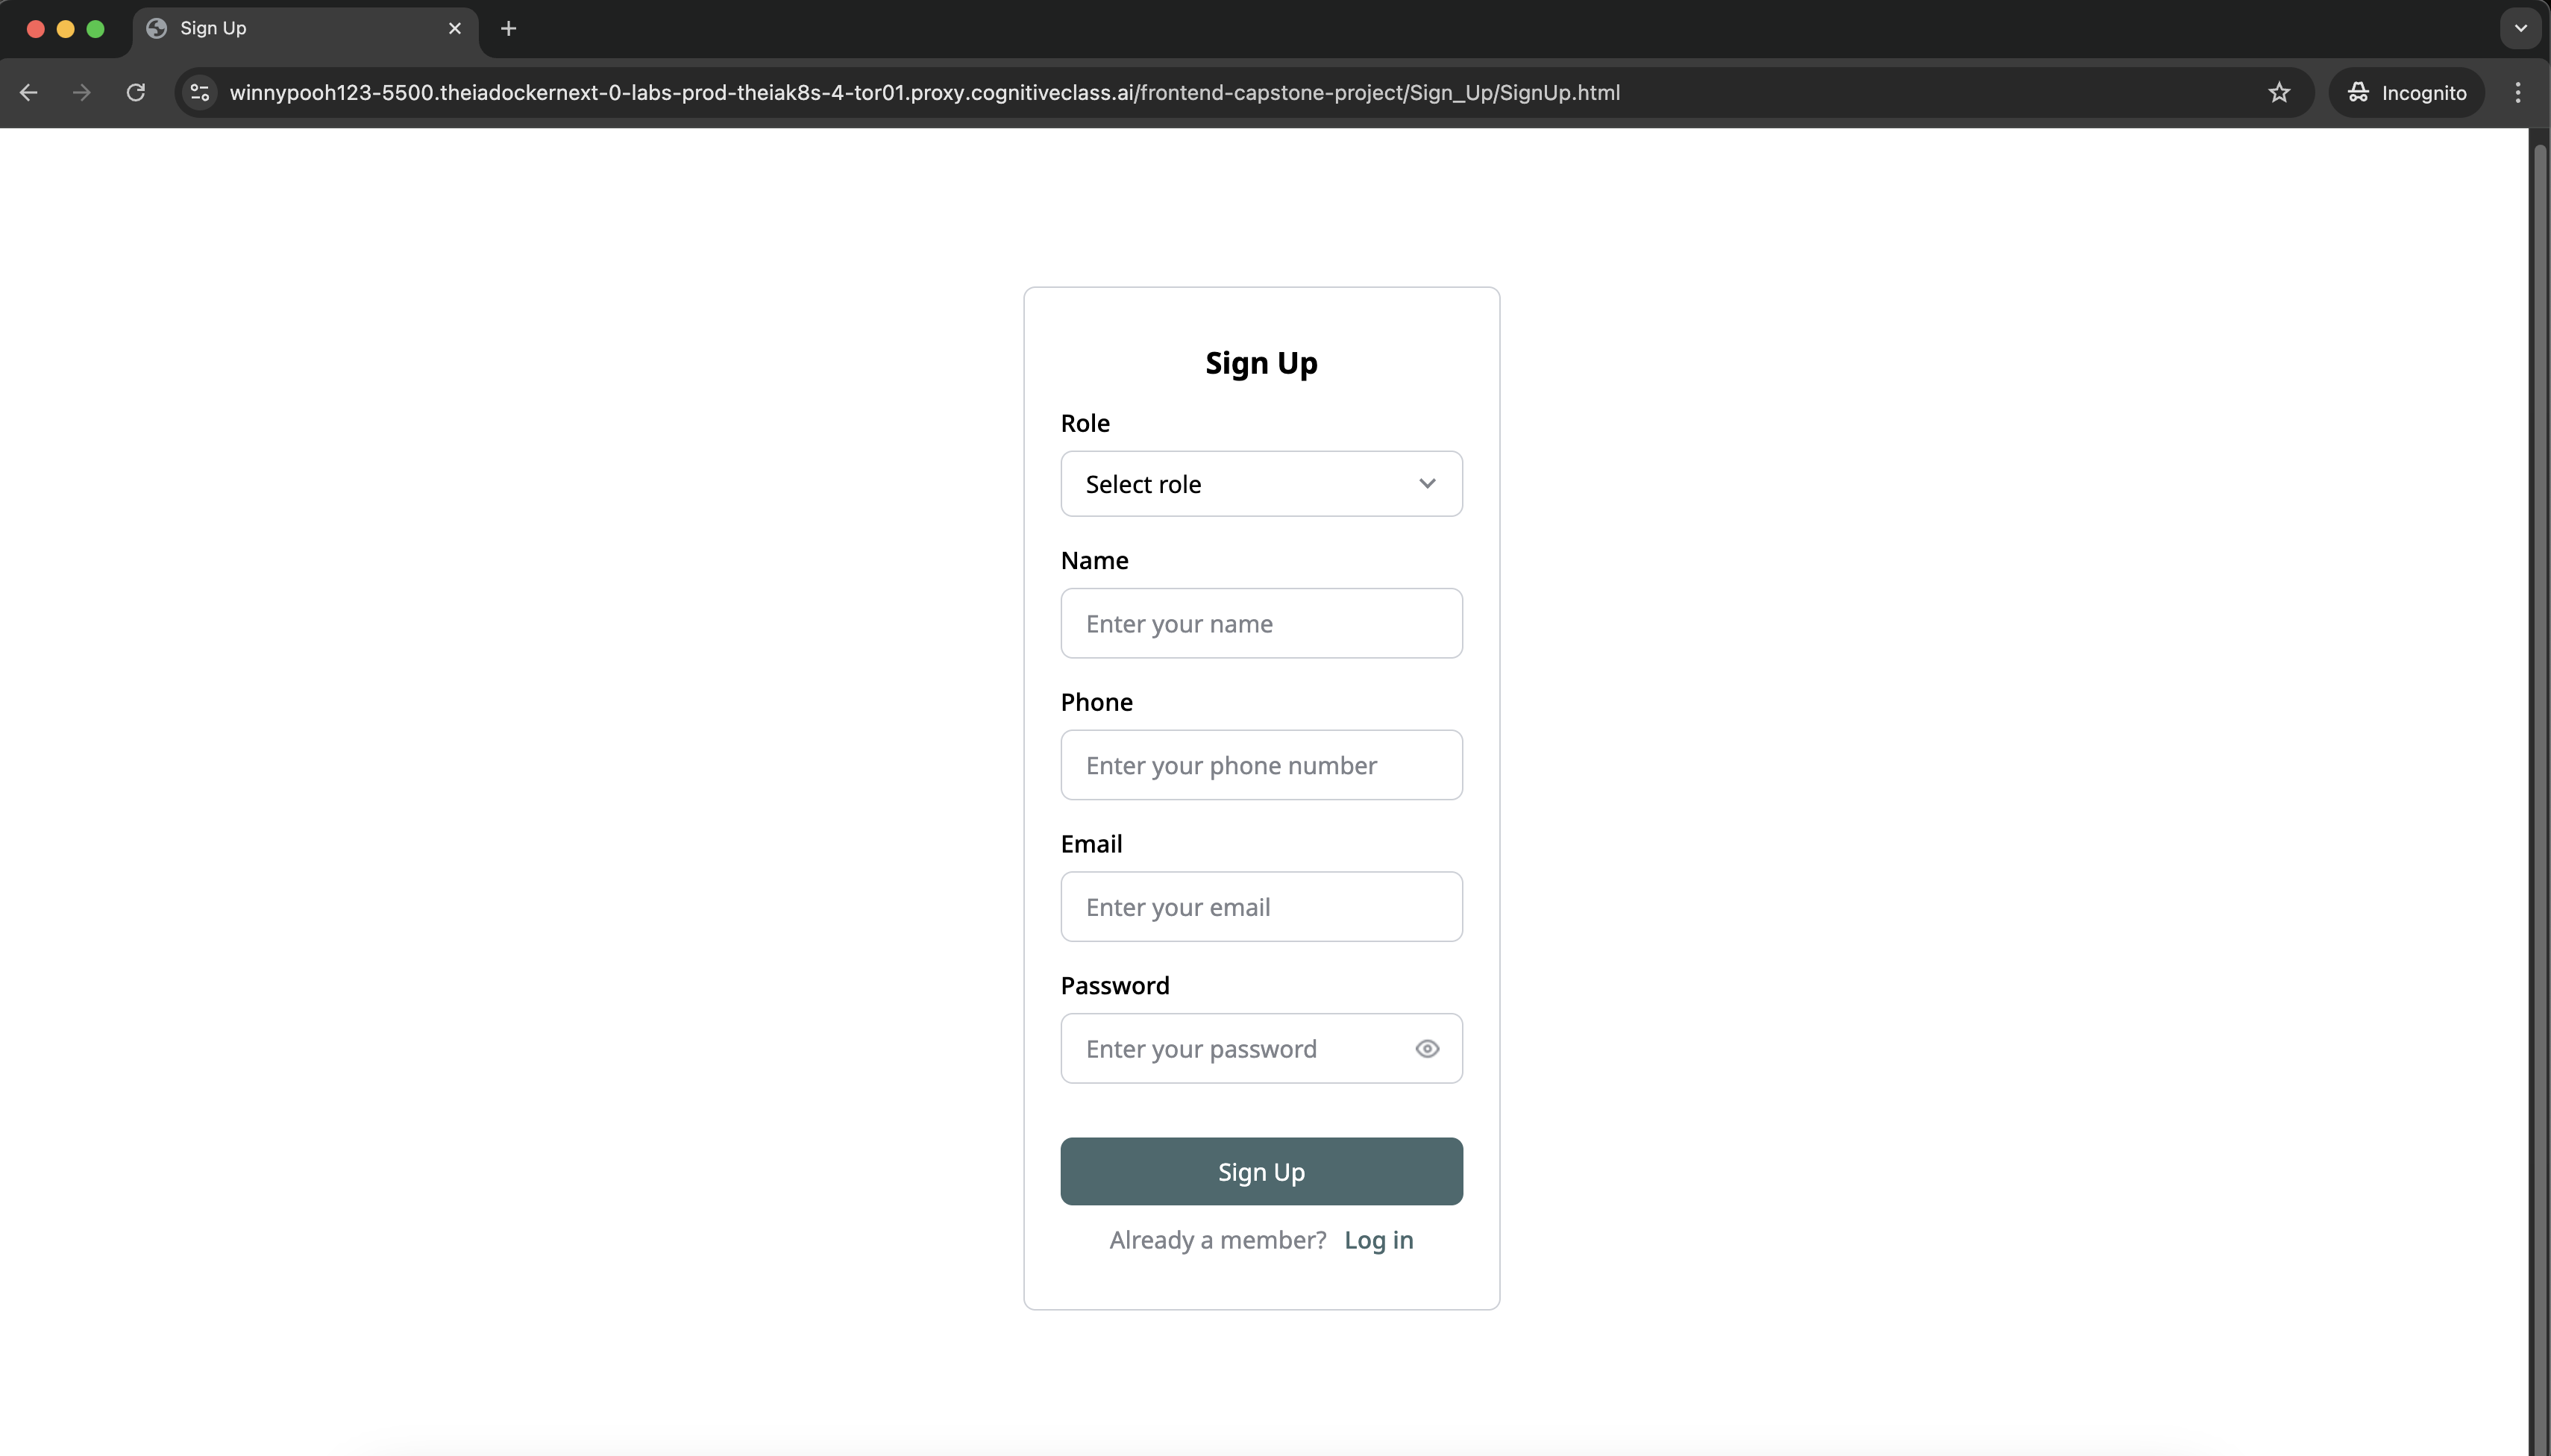 Sign Up
winnypooh123-5500.theiadockernext-0-labs-prod-theiak8s-4-tor01.proxy.cognitiveclass.ai/frontend-capstone-project/Sign_Up/SignUp.html
Incognito
Sign Up
Role
Select role
Name
Enter your name
Phone
Enter your phone number
Email
Enter your email
Password
Enter your password
Sign Up
Already a member? Log in